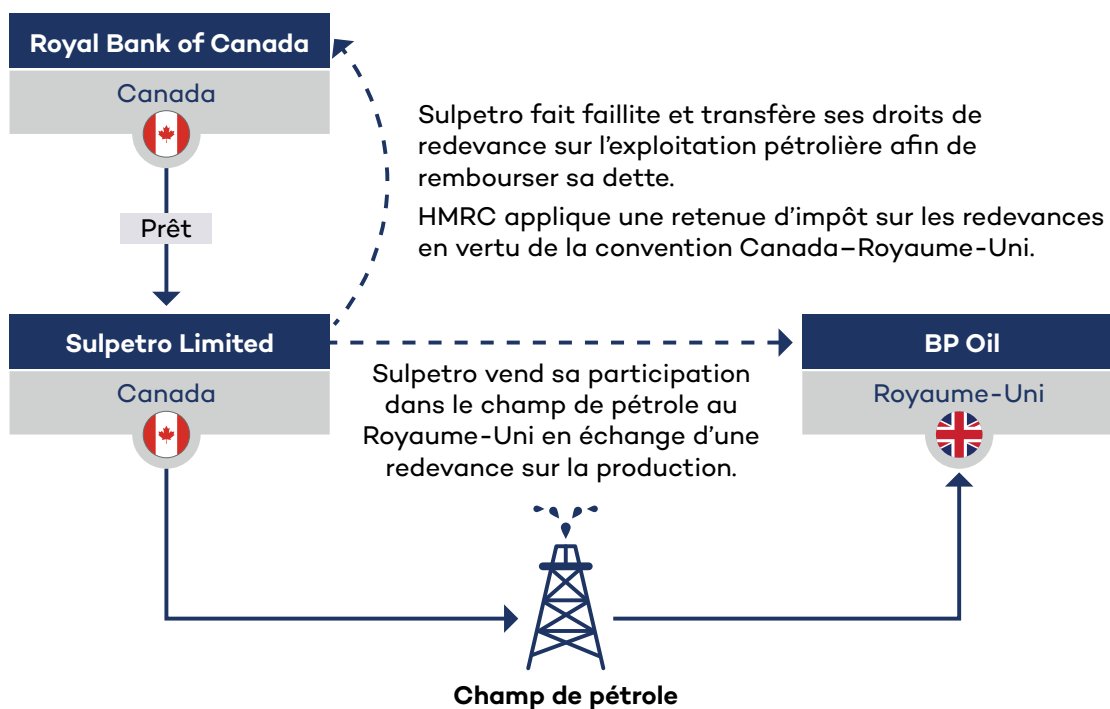 Royal Bank of Canada
Canada
Prêt
Sulpetro fait faillite et transfère ses droits de
redevance sur l’exploitation pétrolière afin de
rembourser sa dette.
HMRC applique une retenue d’impôt sur les redevances
en vertu de la convention Canada–Royaume-Uni.
Sulpetro Limited
Canada
BP Oil
Royaume-Uni
Sulpetro vend sa participation
dans le champ de pétrole au
Royaume-Uni en échange d’une
redevance sur la production.
Champ de pétrole